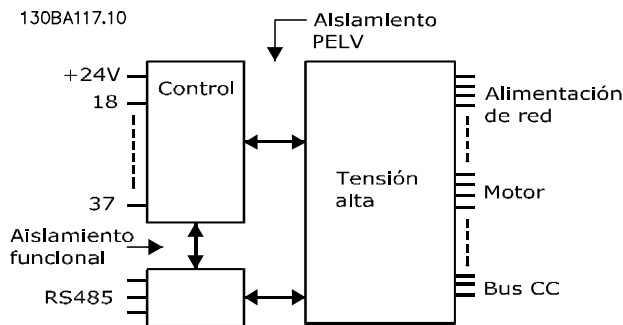 130BA117.10
Aislamiento
PELV
+24V
18
37
Control
Tensión
alta
Alimentación
de red
Motor
Bus CC
Aislamiento
funcional
RS485